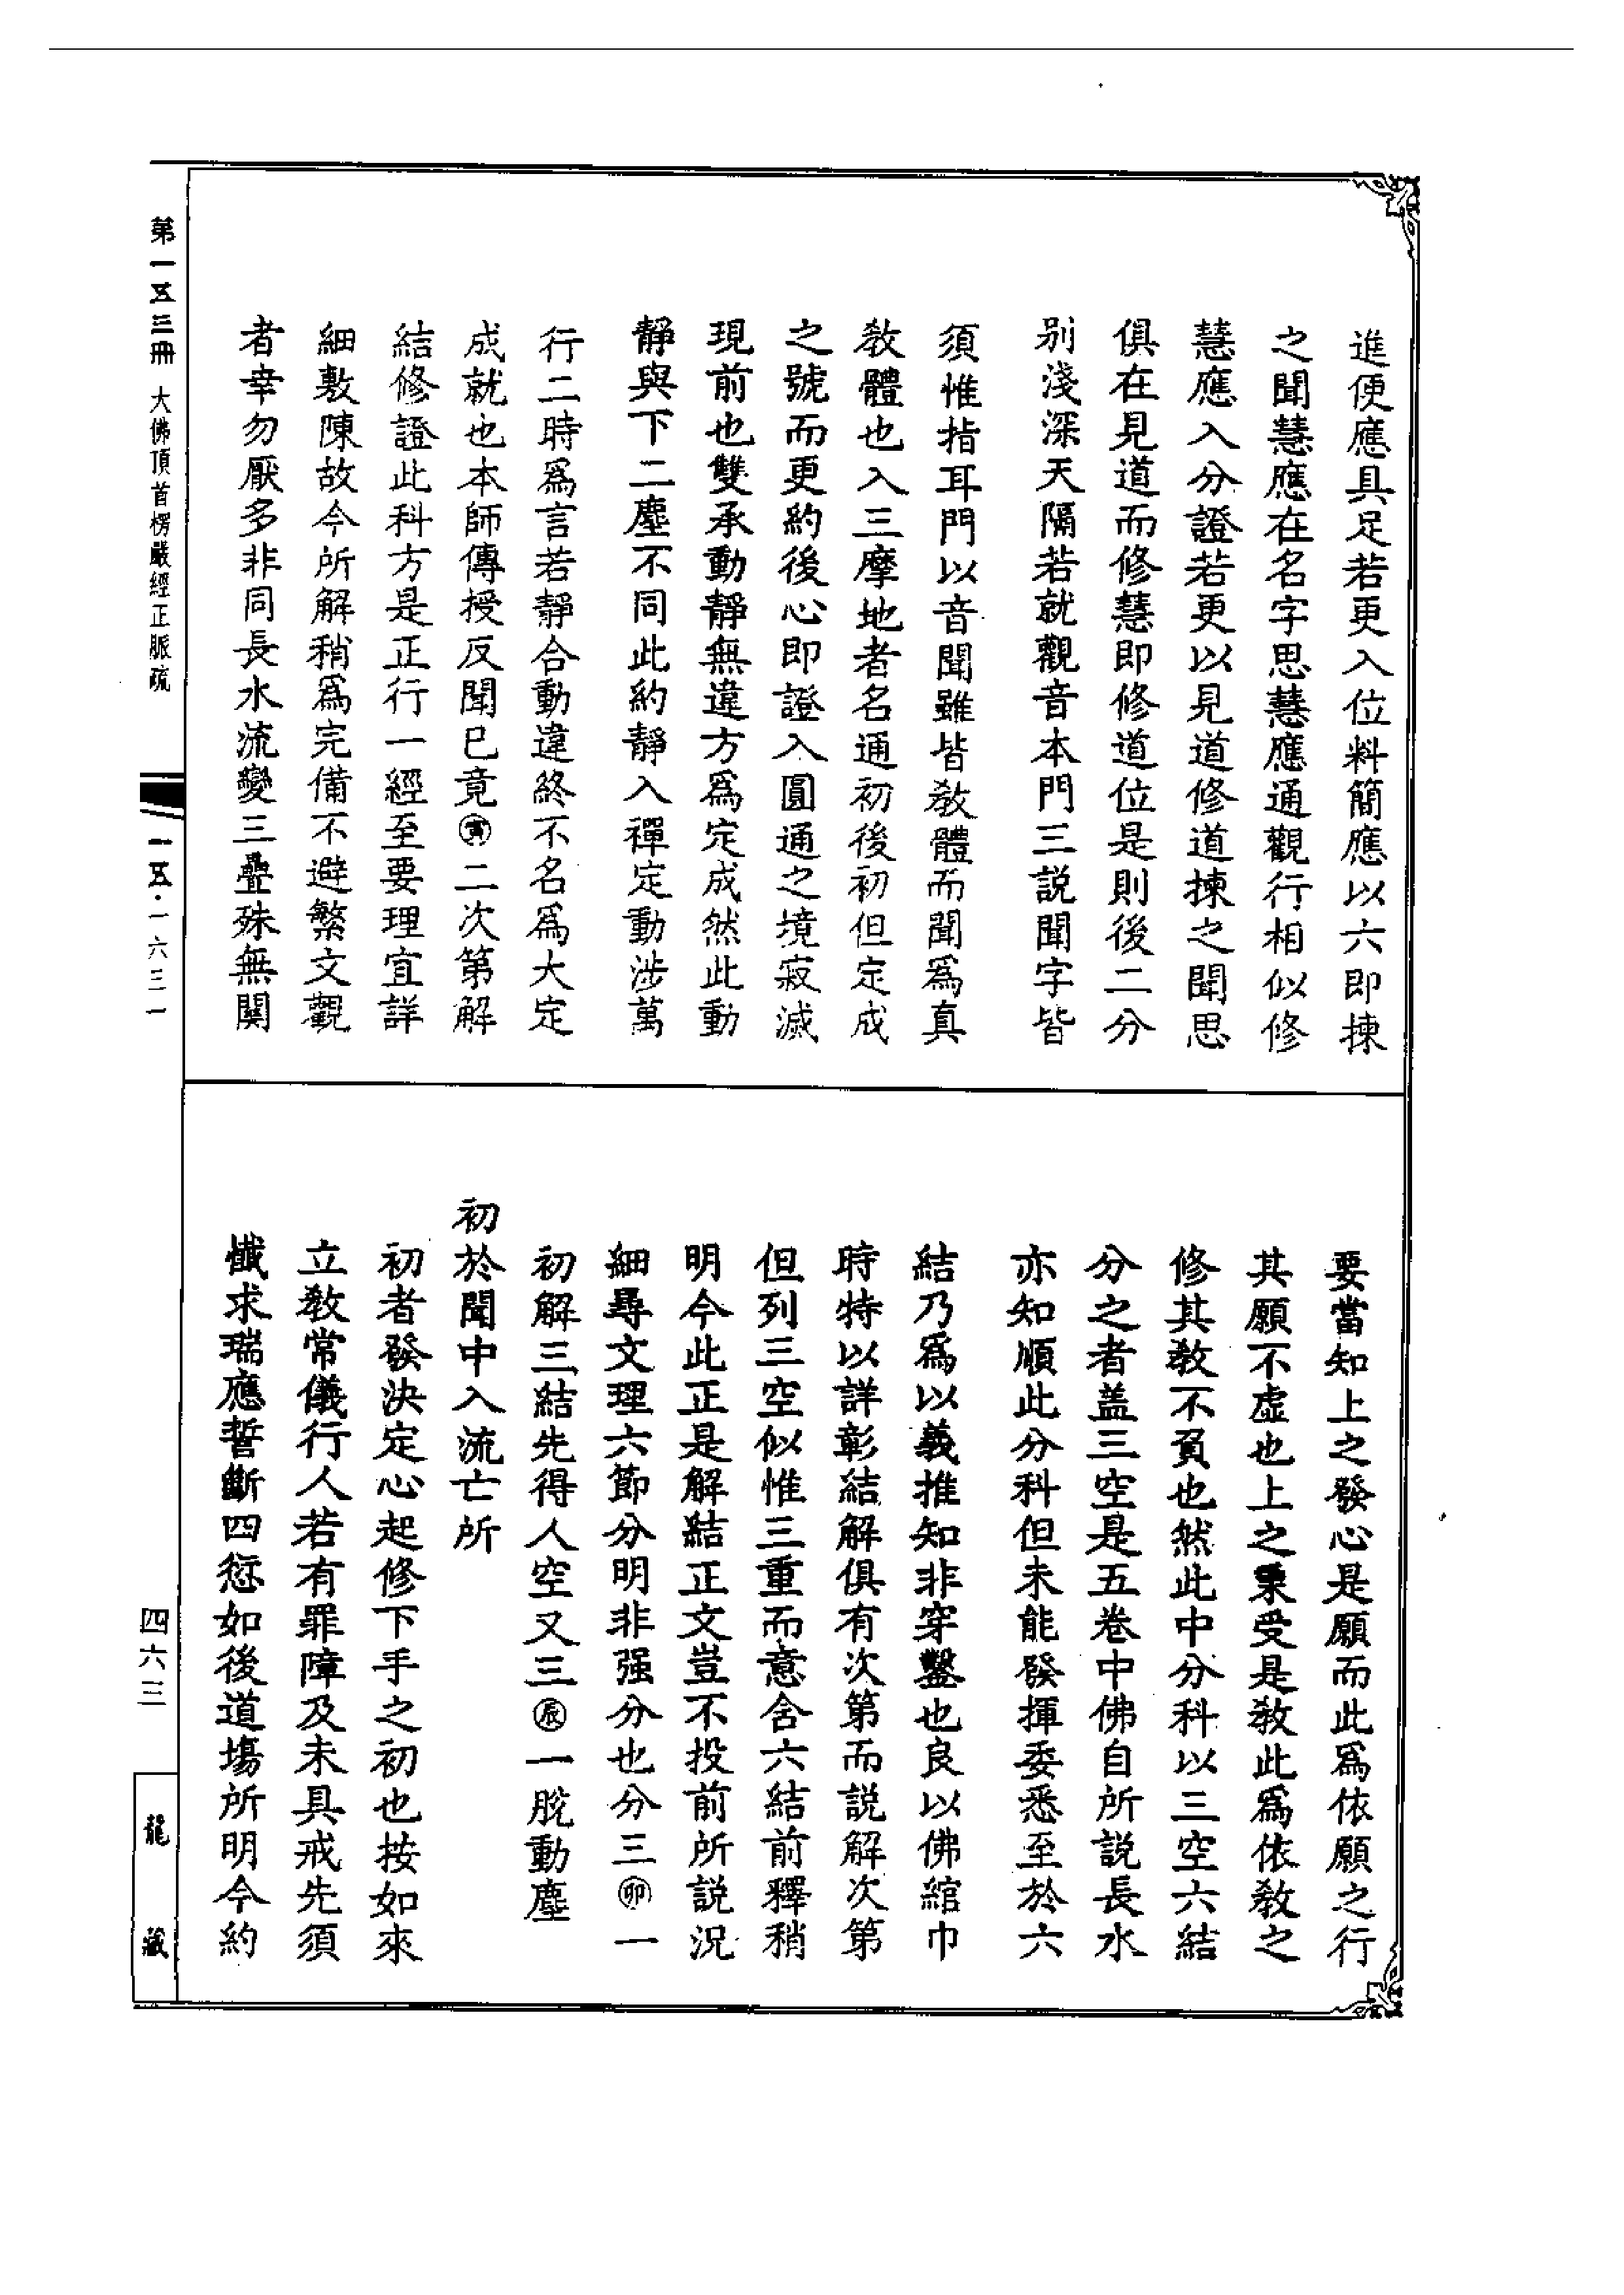 進便應具足若更入位料簡應以六即揀
之聞慧應在名字思慧應通觀行相似修
慧應入分證若更以見道修道揀之聞思
俱在見道而修慧即修道位是則後二分
別淺深天隔若就觀音本門三説聞字皆
須惟指耳門以音聞雖皆教體而聞爲真
教體也入三摩地者名通初後初但定成
之號而更約後心即證入圓通之境寂滅
現前也雙承動靜無違方爲定成然此動
靜與下二塵不同此約靜入禪定動涉萬
行二時爲言若靜合動違終不名爲大定
成就也本師傳授反聞已竟㊢二次第解
結修證此科方是正行一經至要理宜詳
細敷陳故今所解稍爲完備不避繁文觀
者幸勿厭多非同長水流變三疊殊無關
要當知上之發心是願而此爲依願之行
其願不虛也上之稟受是教此爲依教之
修其教不負也然此中分科以三空六結
分之者盖三空是五巻中佛自所説長水
亦知順此分科但未能發揮委悉至於六
結乃爲以義推知非穿鑿也良以佛綰巾
時特以詳彰結解俱有次第而説解次第
但列三空似惟三重而意含六結前釋稍
明今此正是解結正文豈不投前所説況
細尋文理六節分明非强分也分三㊞一
初解三結先得人空又三㊞一脫動塵
初於聞中入流亡所
初者發決定心起修下手之初也按如來
立教常儀行人若有罪障及未具戒先須
懺求瑞應誓斷四愆如後道場所明今約
第一五三冊 大佛頂首楞嚴經正脈疏
一五·一六三一
四六三
龍藏